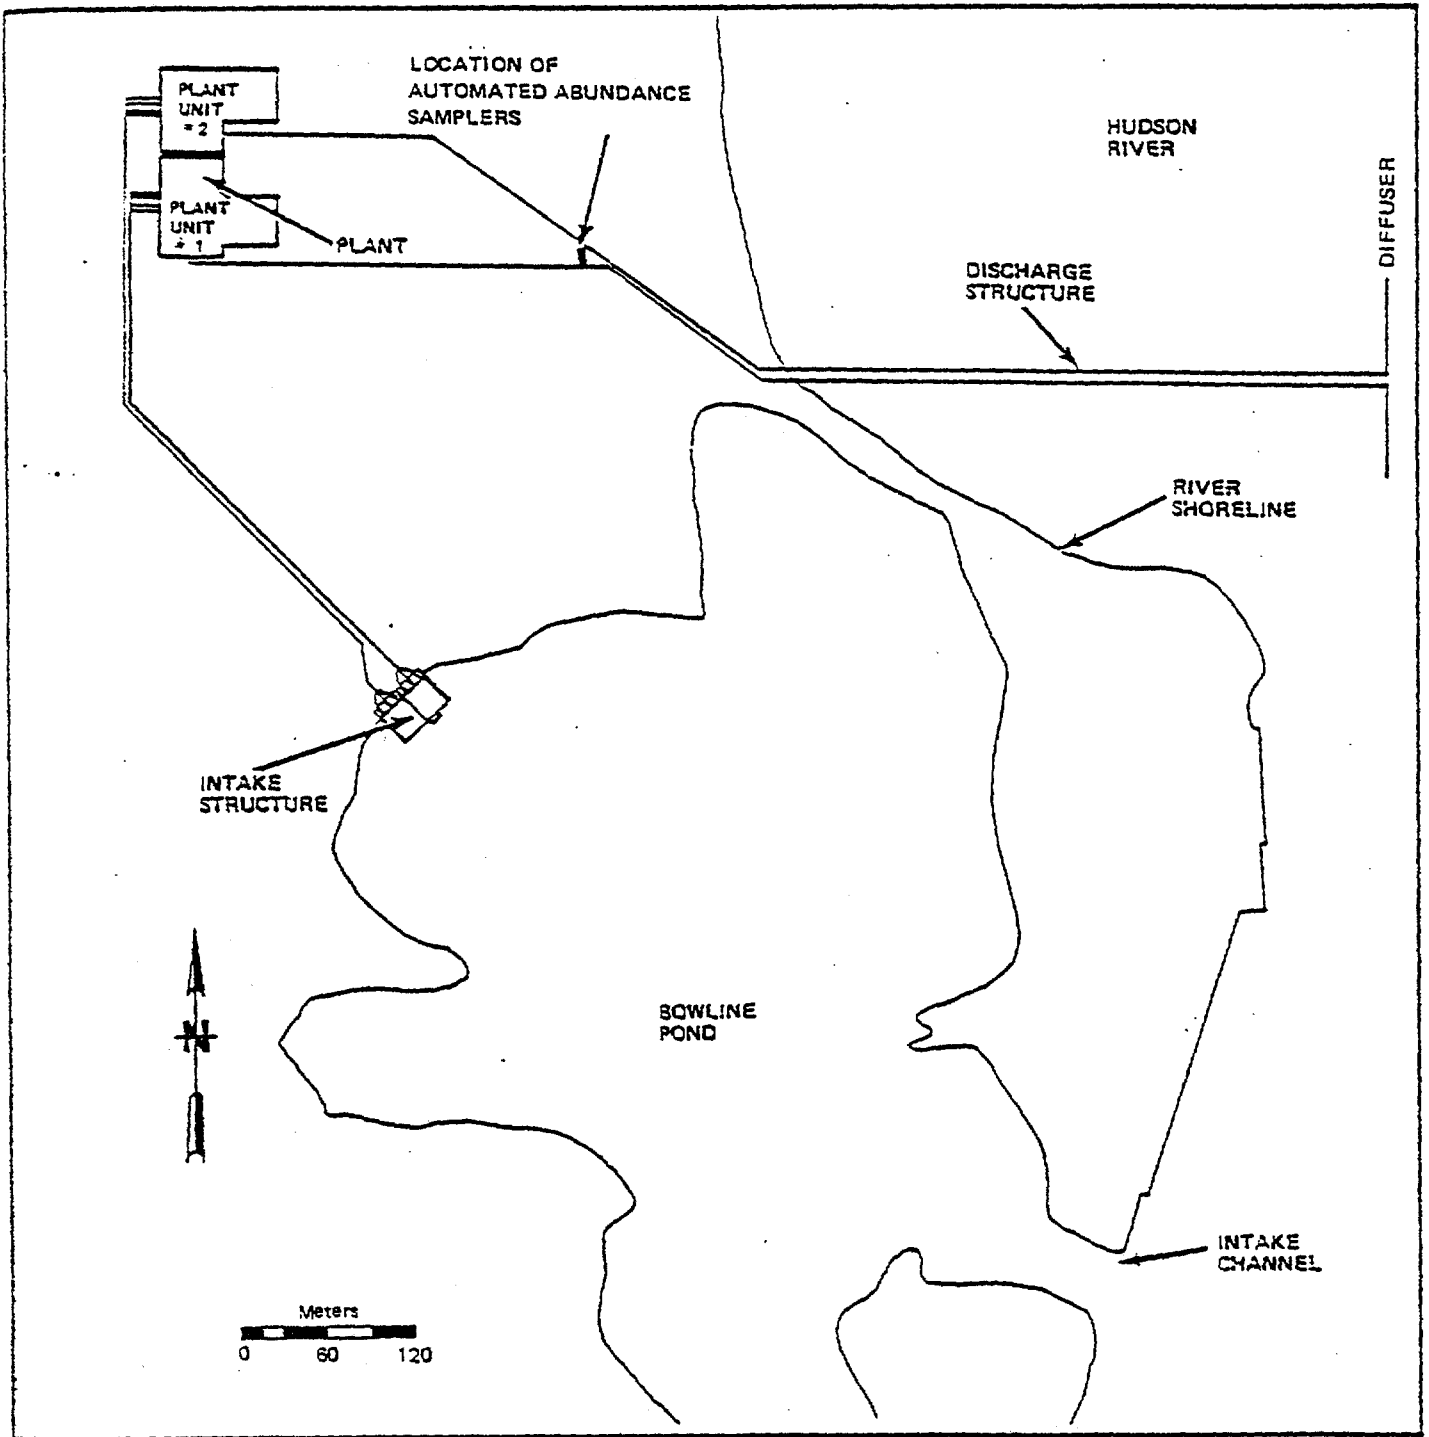 LOCATION OF
AUTOMATED ABUNDANCE
SAMPLERS
PLANT
UNIT
#2
HUDSON
RIVER
DIFFUSER
PLANT
UNIT
#1
PLANT
DISCHARGE
STRUCTURE
RIVER
SHORELINE
INTAKE
STRUCTURE
BOWLINE
POND
N
INTAKE
CHANNEL
Meters
0 60 120